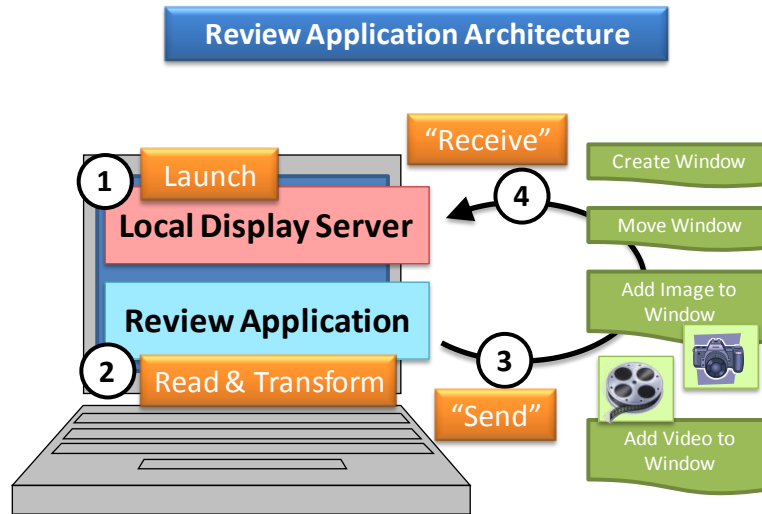 Review Application Architecture
“Receive”
1
Launch
4
Create Window
Local Display Server
Move Window
Review Application
Add Image to
Window
2
Read & Transform
3
“Send”
Add Video to
Window